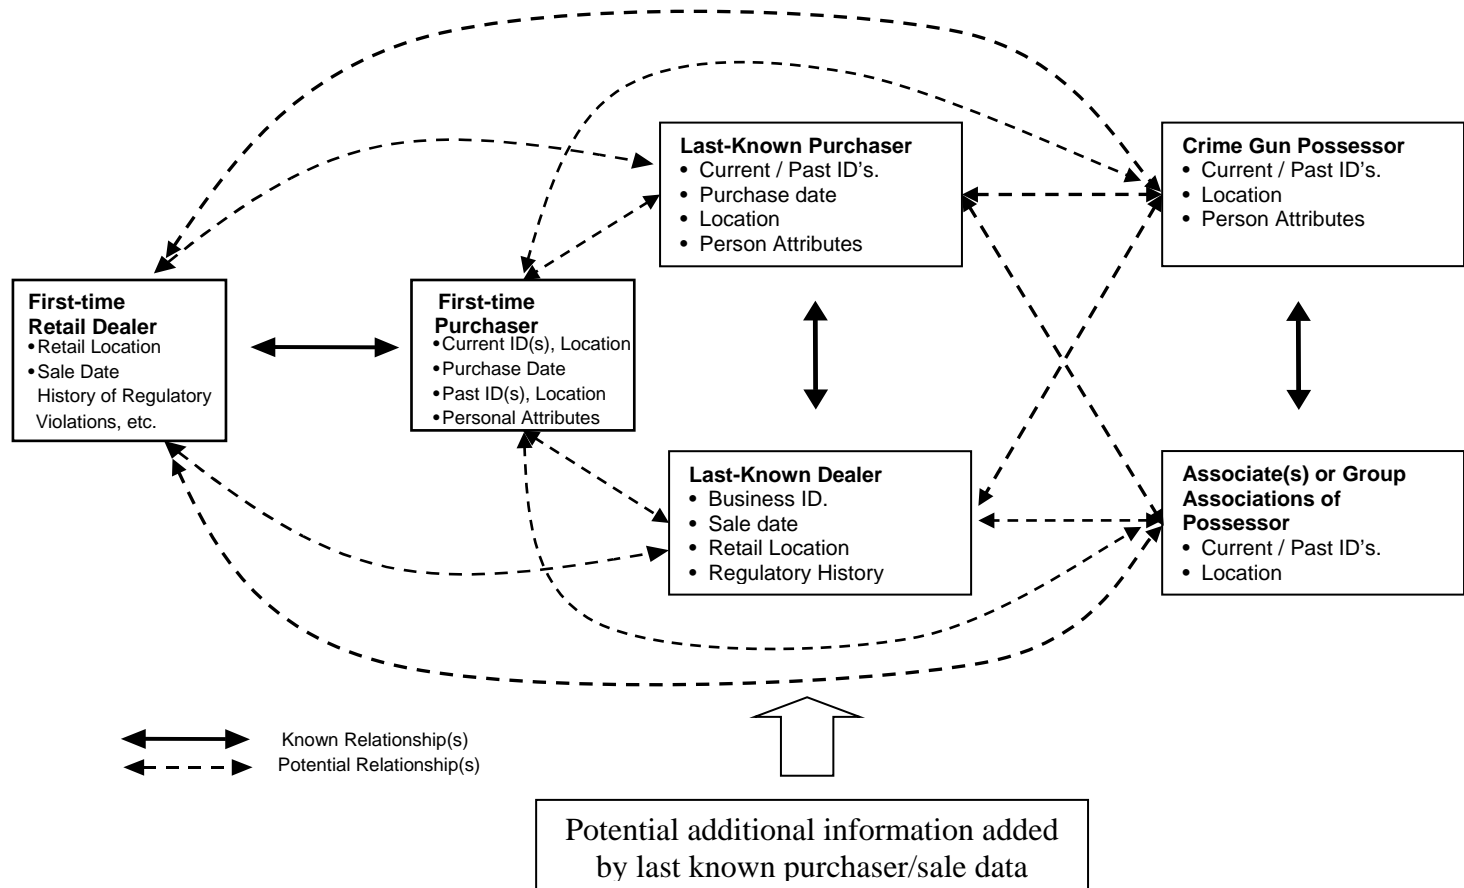 Last-Known Purchaser
• Current / Past ID's.
• Purchase date
• Location
• Person Attributes
Crime Gun Possessor
• Current / Past ID's.
• Location
• Person Attributes
First-time
Retail Dealer
• Retail Location
• Sale Date
History of Regulatory
Violations, etc.
First-time
Purchaser
• Current ID(s), Location
• Purchase Date
• Past ID(s), Location
• Personal Attributes
Last-Known Dealer
• Business ID.
• Sale date
• Retail Location
• Regulatory History
Associate(s) or Group
Associations of
Possessor
• Current / Past ID's.
• Location
Known Relationship(s)
Potential Relationship(s)
Potential additional information added
by last known purchaser/sale data